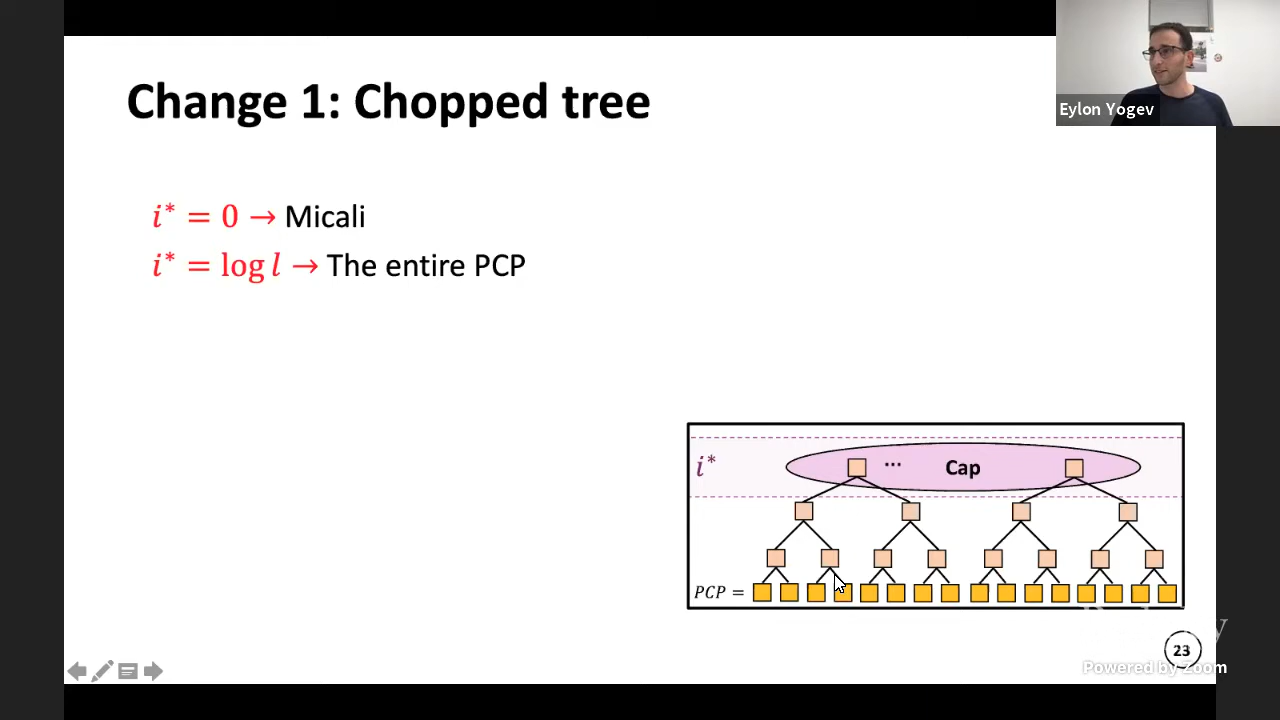 Change 1: Chopped tree
Eylon Yogev
i* = 0 → Micali
i* = log l → The entire PCP
i*
...
Cap
PCP =
23
Powered by Zoom